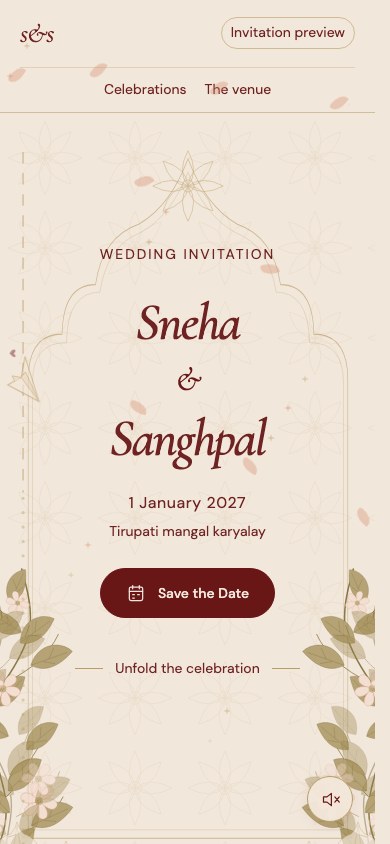 s&s
Invitation preview
Celebrations The venue
WEDDING INVITATION
Sneha
&
Sanghpal
1 January 2027
Tirupati mangal karyalay
Save the Date
Unfold the celebration